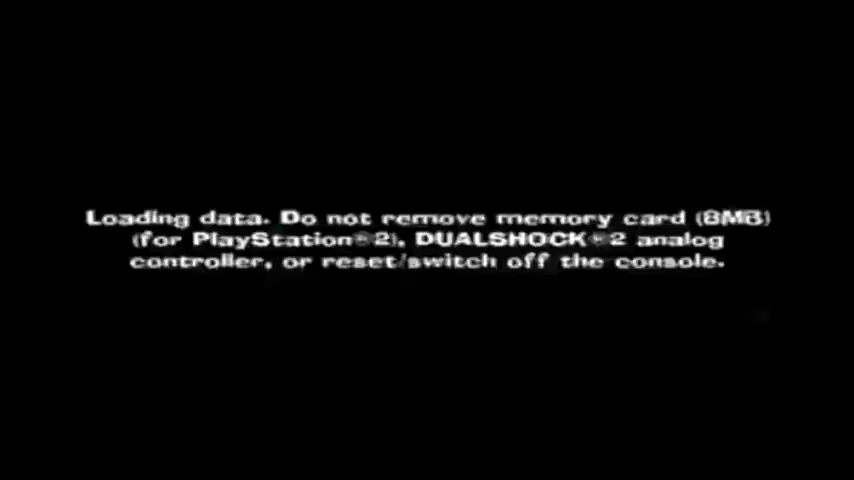 Loading data. Do not remove memory card (8MB)
(for PlayStation®2), DUALSHOCK®2 analog
controller, or reset/switch off the console.